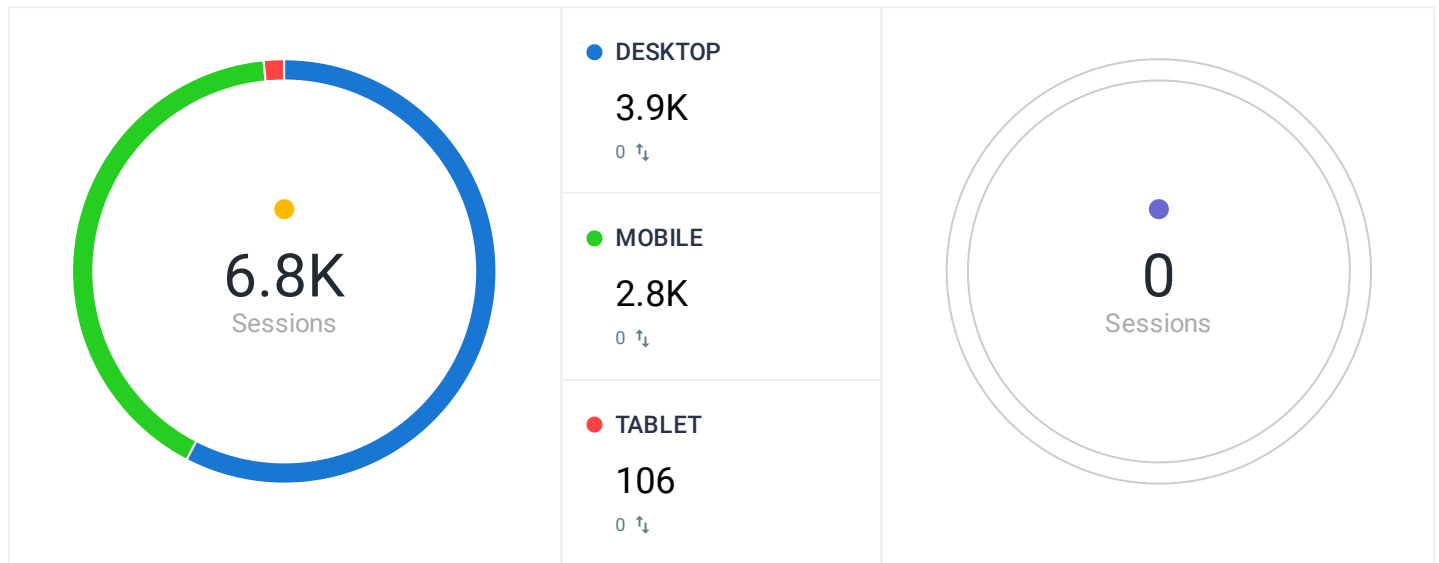 6.8K
Sessions
DESKTOP
3.9K
0
MOBILE
2.8K
0
TABLET
106
0
0
Sessions